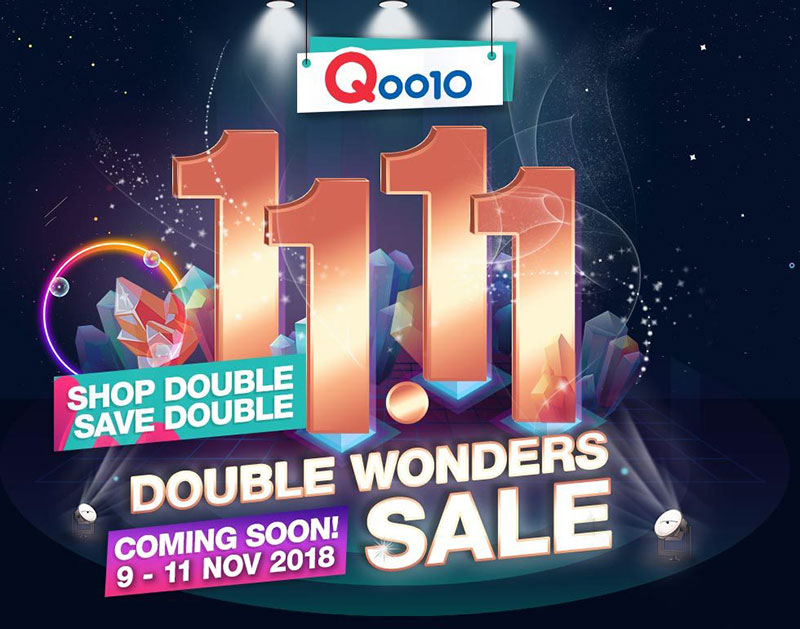 Qoo10
11.11
SHOP DOUBLE
SAVE DOUBLE
DOUBLE WONDERS
SALE
COMING SOON!
9 - 11 NOV 2018